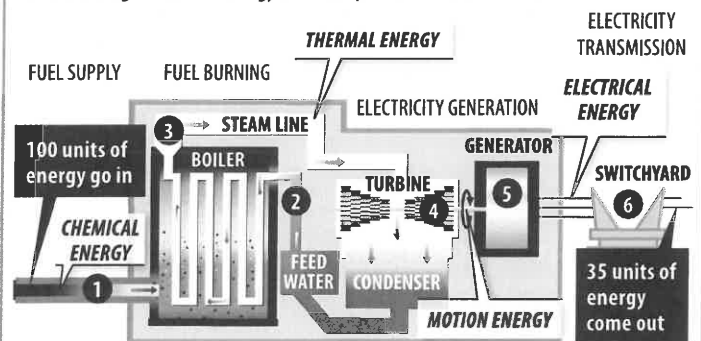 ELECTRICITY
TRANSMISSION
THERMAL ENERGY
FUEL SUPPLY
FUEL BURNING
ELECTRICAL
ENERGY
ELECTRICITY GENERATION
3
STEAM LINE
GENERATOR
100 units of
energy go in
BOILER
SWITCHYARD
TURBINE
2
4
5
6
CHEMICAL
ENERGY
1
FEED
WATER
CONDENSER
MOTION ENERGY
35 units of
energy
come out